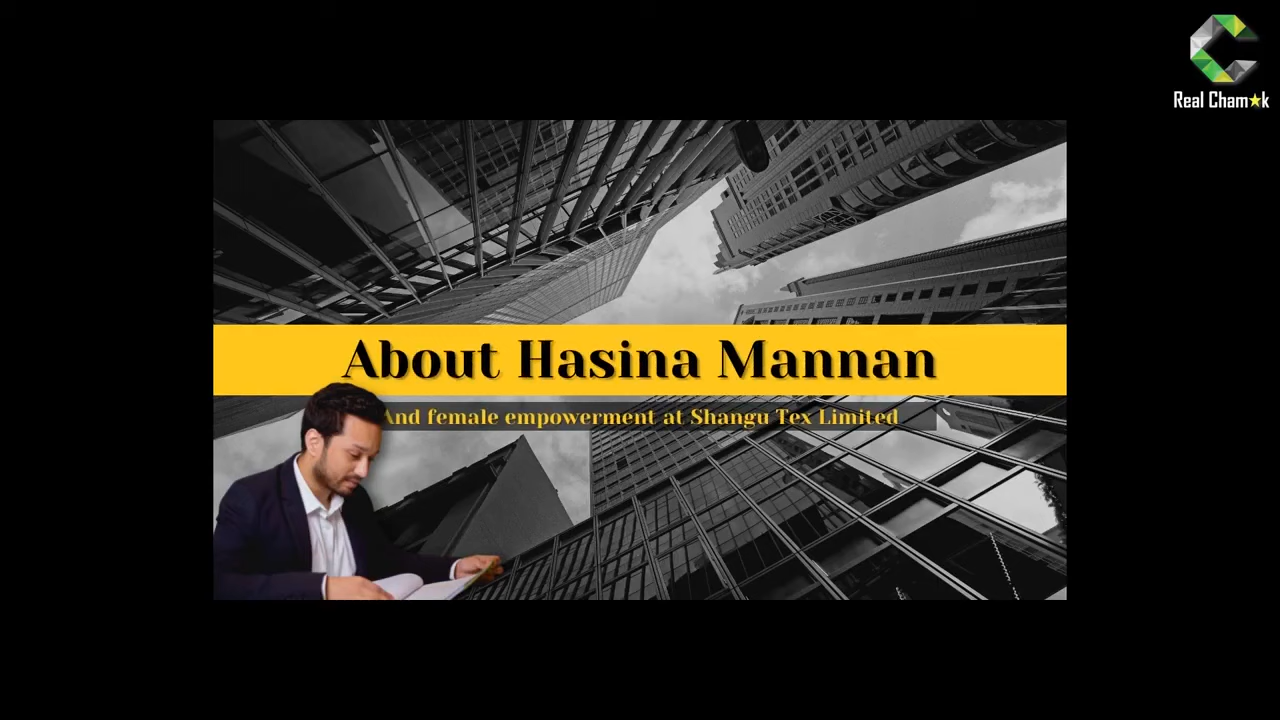 Real Cham★k
About Hasina Mannan
And female empowerment at Shangu Tex Limited